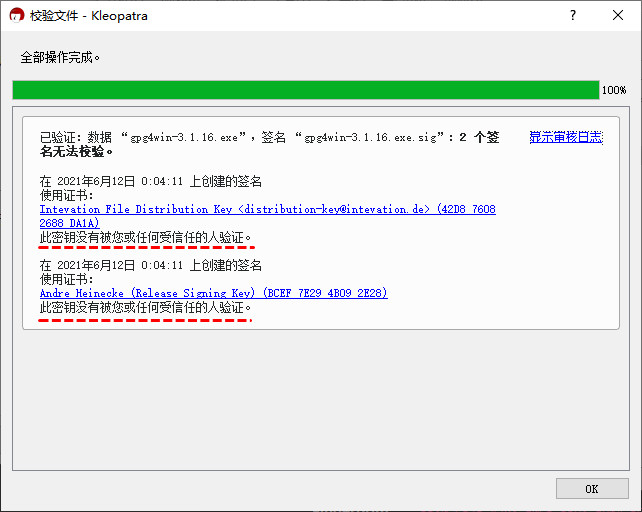 校验文件 - Kleopatra
全部操作完成。
100%
已验证：数据 “gpg4win-3.1.16.exe”，签名 “gpg4win-3.1.16.exe.sig”：2 个签
名无法校验。
显示审核日志
在 2021年6月12日 0:04:11 上创建的签名
使用证书：
Intevation File Distribution Key <distribution-key@intevation.de> (42D8 7608
2688 DA1A)
此密钥没有被您或任何受信任的人验证。
在 2021年6月12日 0:04:11 上创建的签名
使用证书：
Andre Heinecke (Release Signing Key) (BCEF 7E29 4B09 2E28)
此密钥没有被您或任何受信任的人验证。
OK